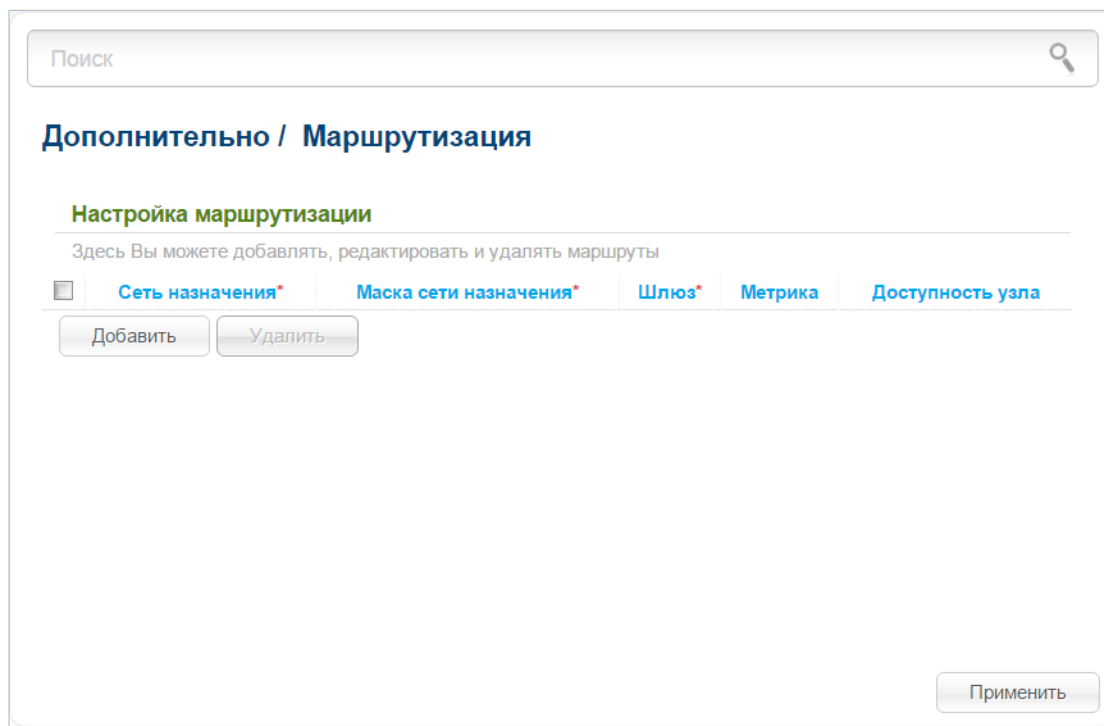 Поиск
Дополнительно / Маршрутизация
Настройка маршрутизации
Здесь Вы можете добавлять, редактировать и удалять маршруты
Сеть назначения* Маска сети назначения* Шлюз* Метрика Доступность узла
Добавить Удалить
Применить